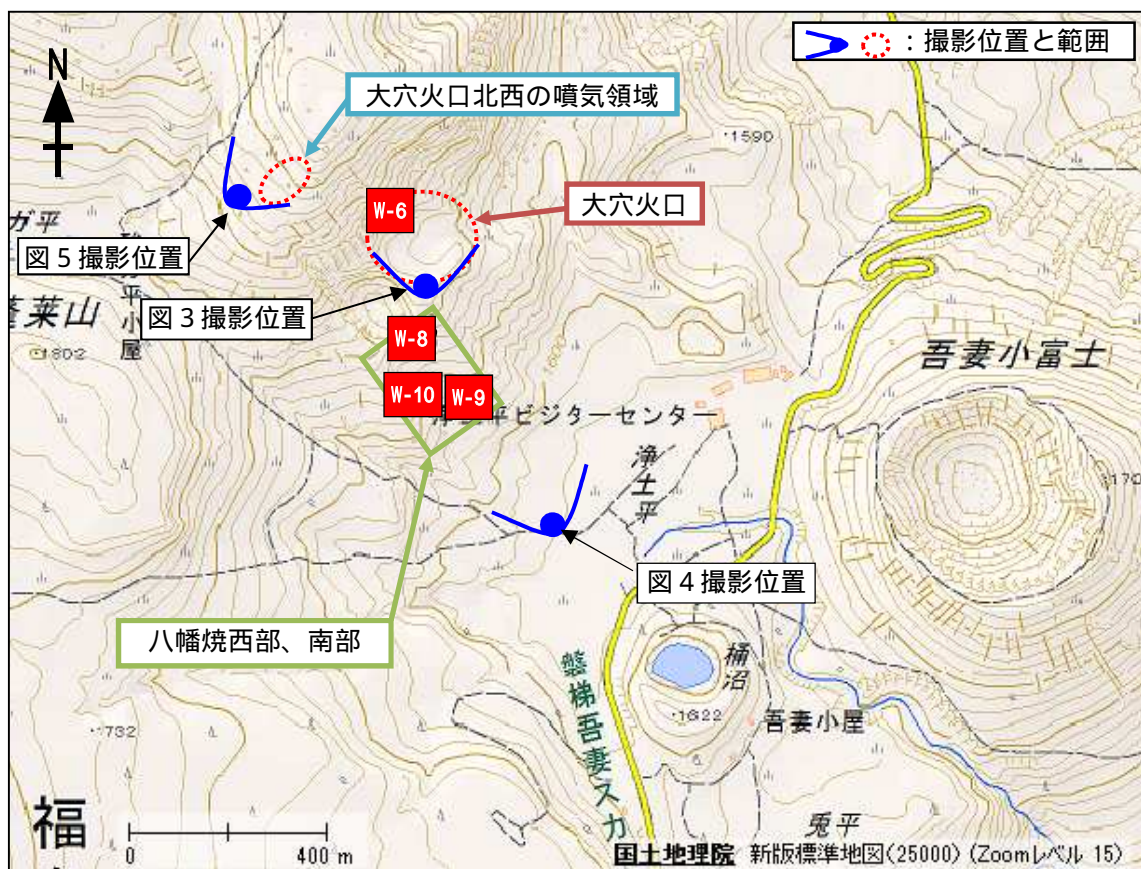 :撮影位置と範囲
N
大穴火口北西の噴気領域
1590
W-6
大穴火口
ガ平
図5撮影位置
平小屋
図3撮影位置
莱山
1802
W-8
吾妻小富士
W-10
W-9
平ビジターセンター
浄土平
170
図4撮影位置
八幡焼西部、南部
桶沼
磐梯吾妻スカ
1622
吾妻小屋
1732
福
兎平
0
400 m
国土地理院 新版標準地図(25000) (Zoomレベル 15)